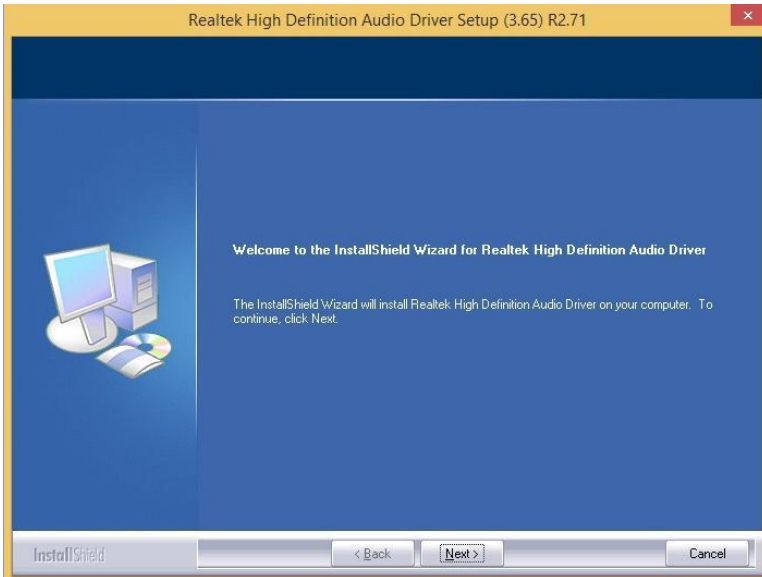 Realtek High Definition Audio Driver Setup (3.65) R2.71
Welcome to the InstallShield Wizard for Realtek High Definition Audio Driver
The InstallShield Wizard will install Realtek High Definition Audio Driver on your computer. To
continue, click Next.
InstallShield
< Back
Next >
Cancel